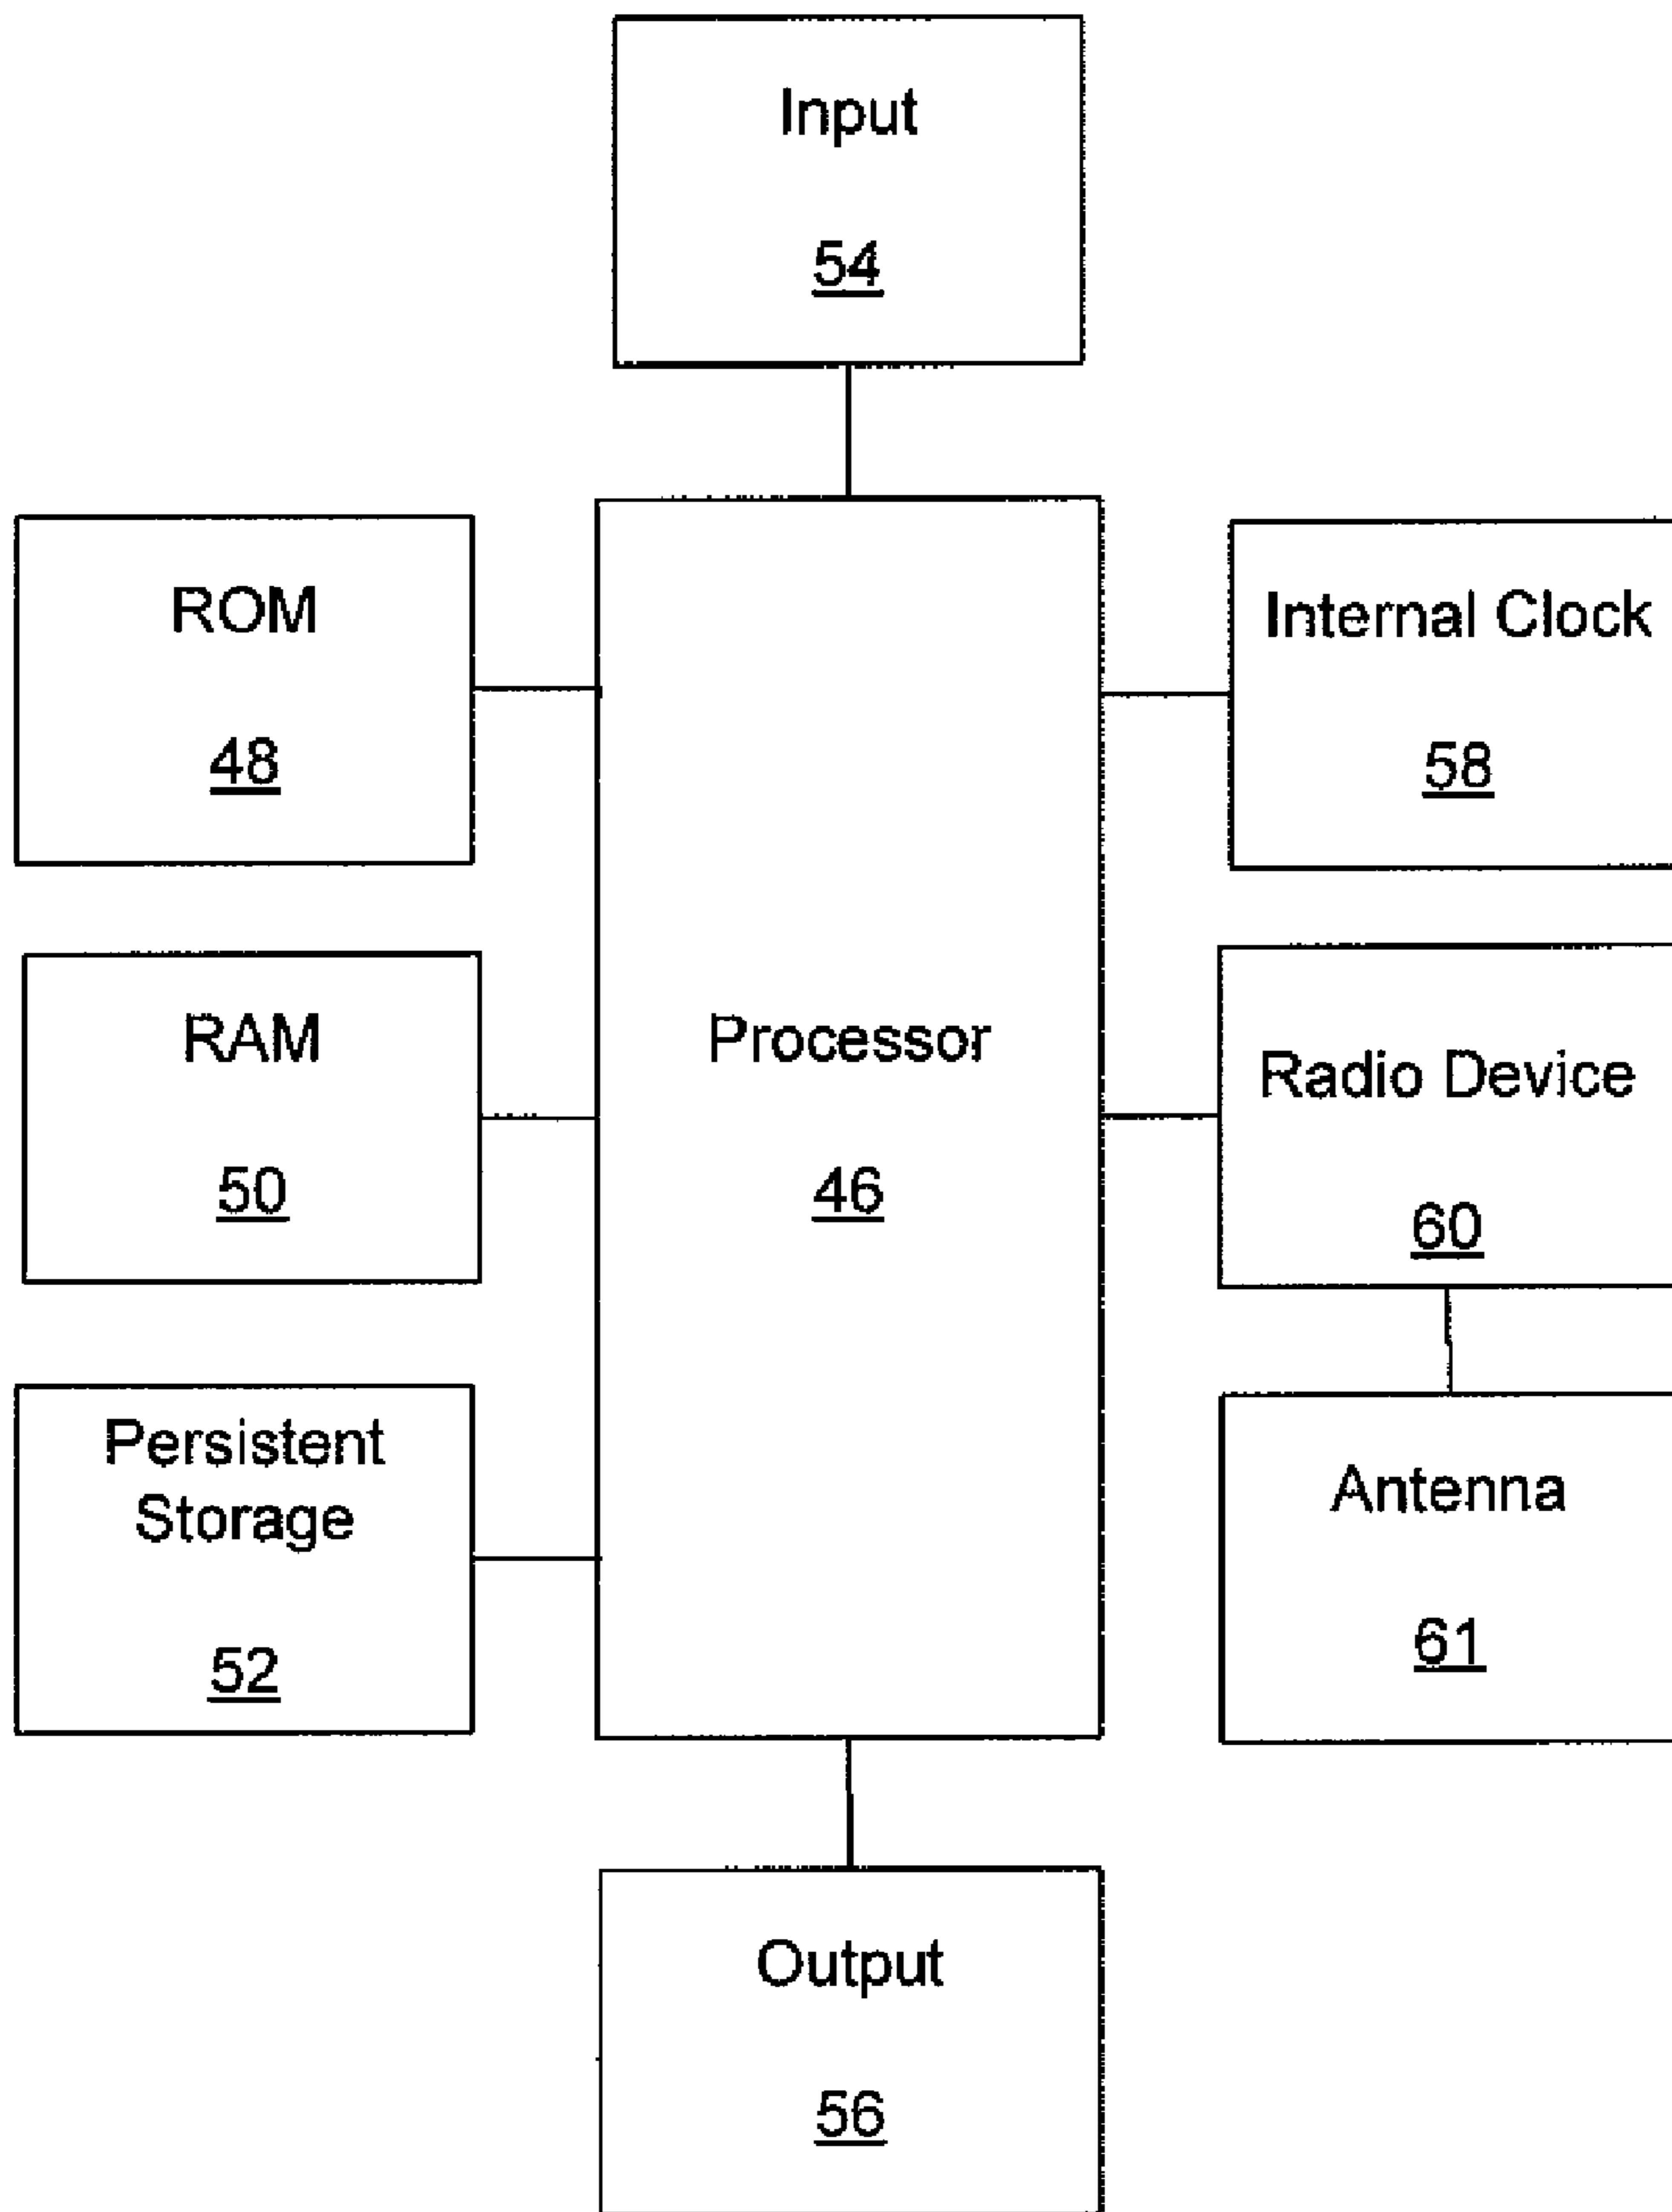 Input
54
ROM
48
Internal Clock
58
RAM
50
Processor
46
Radio Device
60
Persistent
Storage
52
Antenna
61
Output
56